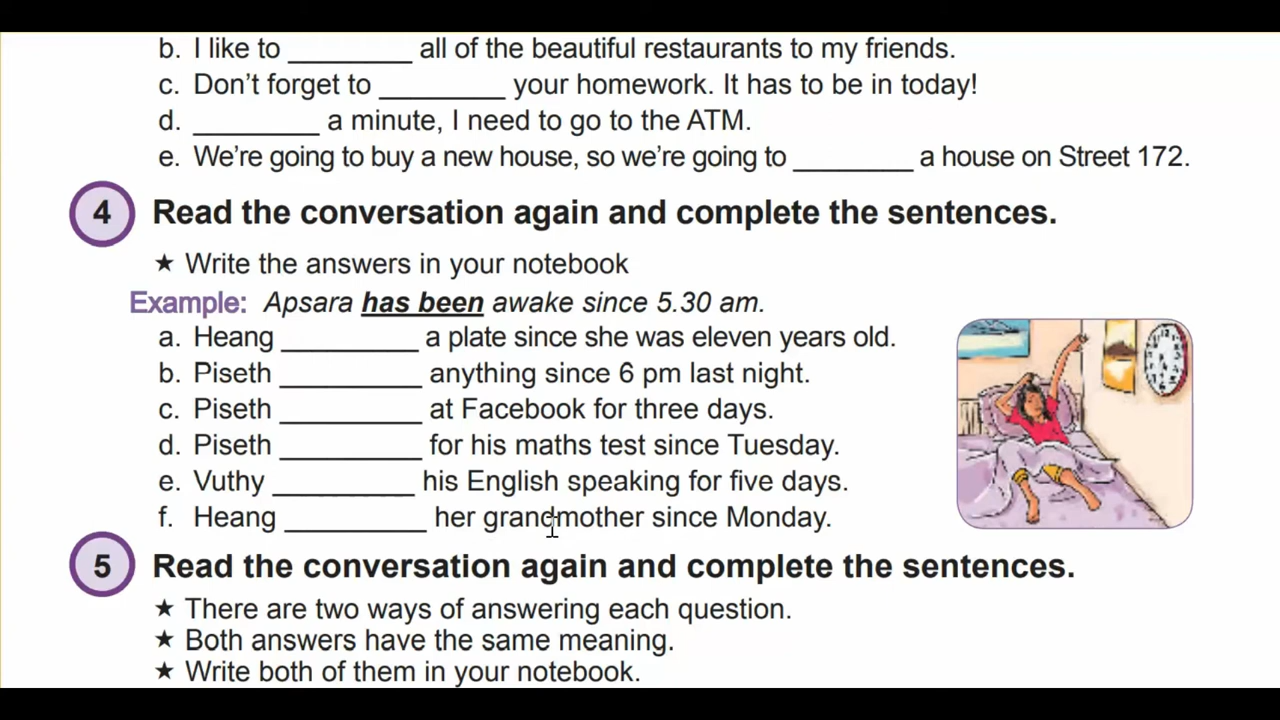 b. I like to ________ all of the beautiful restaurants to my friends.
c. Don't forget to ________ your homework. It has to be in today!
d. ________ a minute, I need to go to the ATM.
e. We're going to buy a new house, so we're going to ________ a house on Street 172.
4 Read the conversation again and complete the sentences.
★ Write the answers in your notebook
Example: Apsara has been awake since 5.30 am.
a. Heang _________ a plate since she was eleven years old.
b. Piseth _________ anything since 6 pm last night.
c. Piseth _________ at Facebook for three days.
d. Piseth _________ for his maths test since Tuesday.
e. Vuthy _________ his English speaking for five days.
f. Heang _________ her grandmother since Monday.
5 Read the conversation again and complete the sentences.
★ There are two ways of answering each question.
★ Both answers have the same meaning.
★ Write both of them in your notebook.